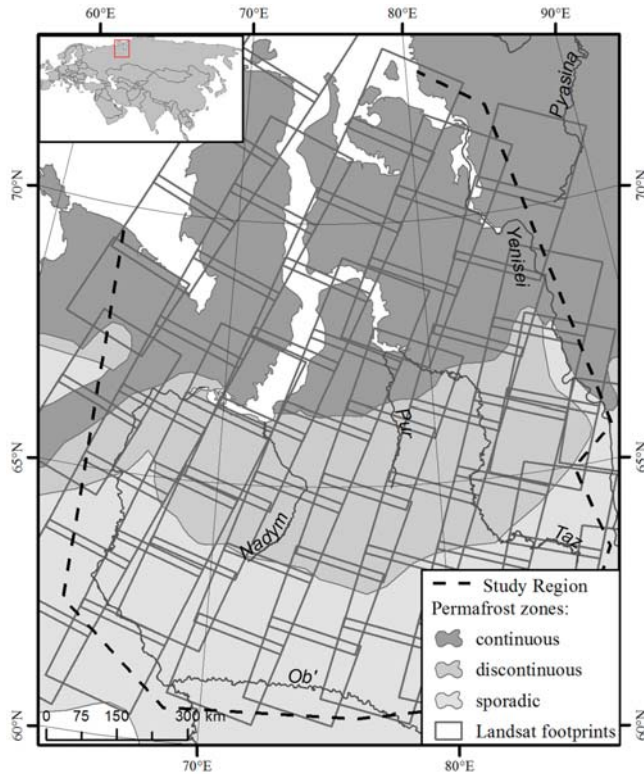 60°E 70°E 80°E 90°E
Pyasina
70°N 70°N
Yenisei
Pur
65°N 65°N
Nadym
Taz
Study Region
Permafrost zones:
continuous
discontinuous
sporadic
Landsat footprints
Ob'
60°N 60°N
0 75 150 300 km
70°E 80°E